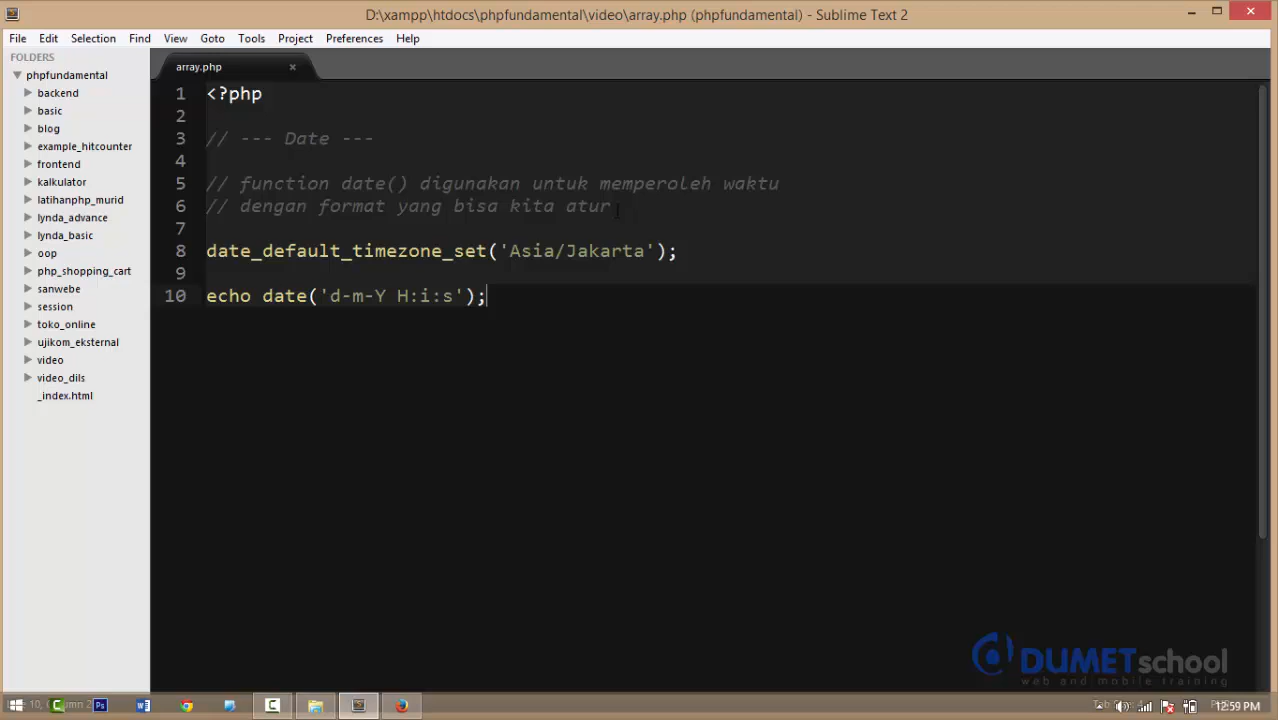 D:\xampp\htdocs\phpfundamental\video\array.php (phpfundamental) - Sublime Text 2
File Edit Selection Find View Goto Tools Project Preferences Help
FOLDERS
phpfundamental
backend
basic
blog
example_hitcounter
frontend
kalkulator
latihanphp_murid
lynda_advance
lynda_basic
oop
php_shopping_cart
sanwebe
session
toko_online
ujikom_eksternal
video
video_dils
_index.html
array.php
1 <?php
2
3 // --- Date ---
4
5 // function date() digunakan untuk memperoleh waktu
6 // dengan format yang bisa kita atur
7
8 date_default_timezone_set('Asia/Jakarta');
9
10 echo date('d-m-Y H:i:s');
DUMETschool
web and mobile training
12:59 PM